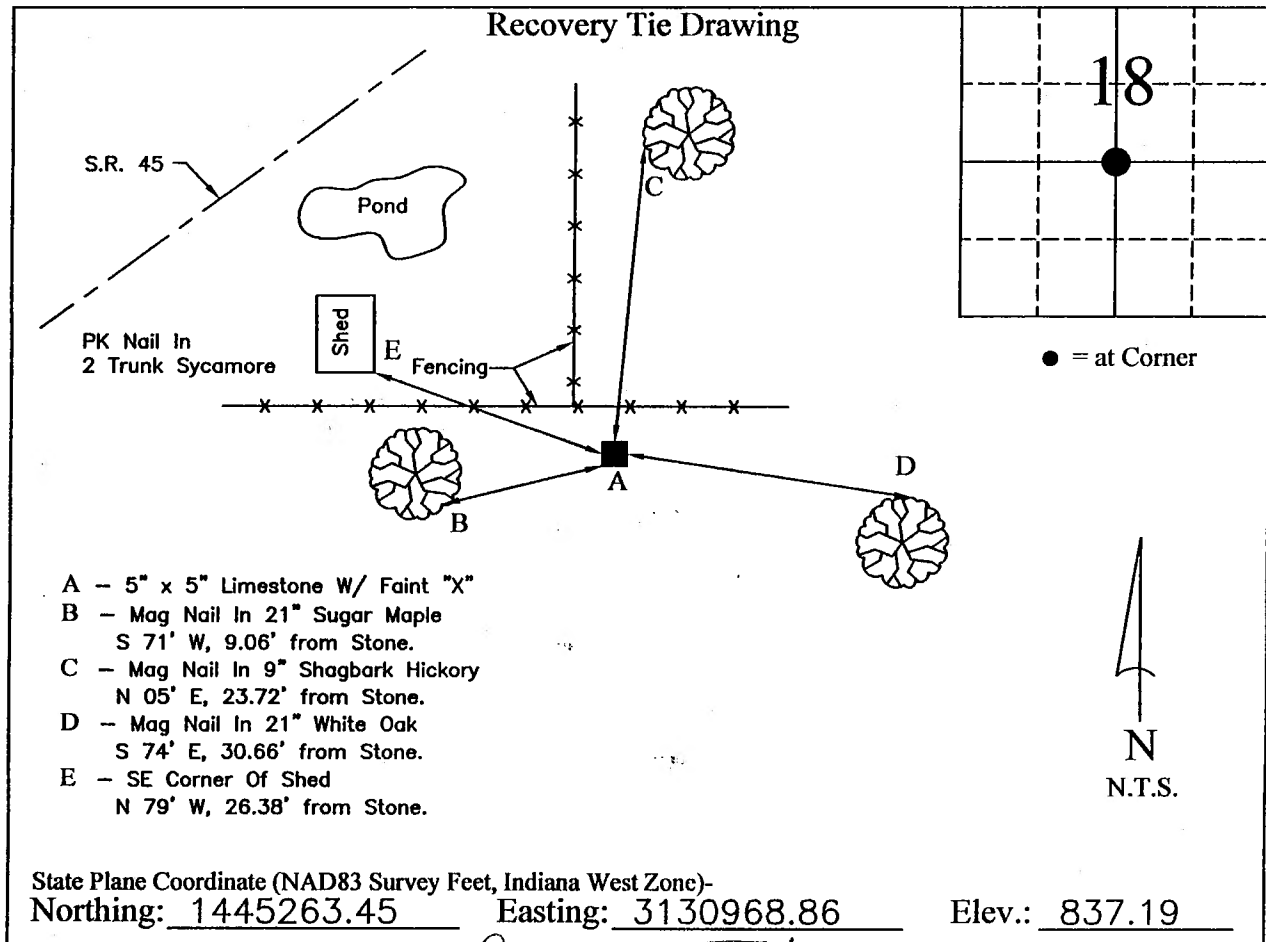 Recovery Tie Drawing
18
S.R. 45
Pond
C
PK Nail In
2 Trunk Sycamore
Shed
E
Fencing
● = at Corner
A
B
D
A – 5" x 5" Limestone W/ Faint "X"
B – Mag Nail In 21" Sugar Maple
S 71' W, 9.06' from Stone.
C – Mag Nail In 9" Shagbark Hickory
N 05' E, 23.72' from Stone.
D – Mag Nail In 21" White Oak
S 74' E, 30.66' from Stone.
E – SE Corner Of Shed
N 79' W, 26.38' from Stone.
N
N.T.S.
State Plane Coordinate (NAD83 Survey Feet, Indiana West Zone)-
Northing: 1445263.45 Easting: 3130968.86 Elev.: 837.19